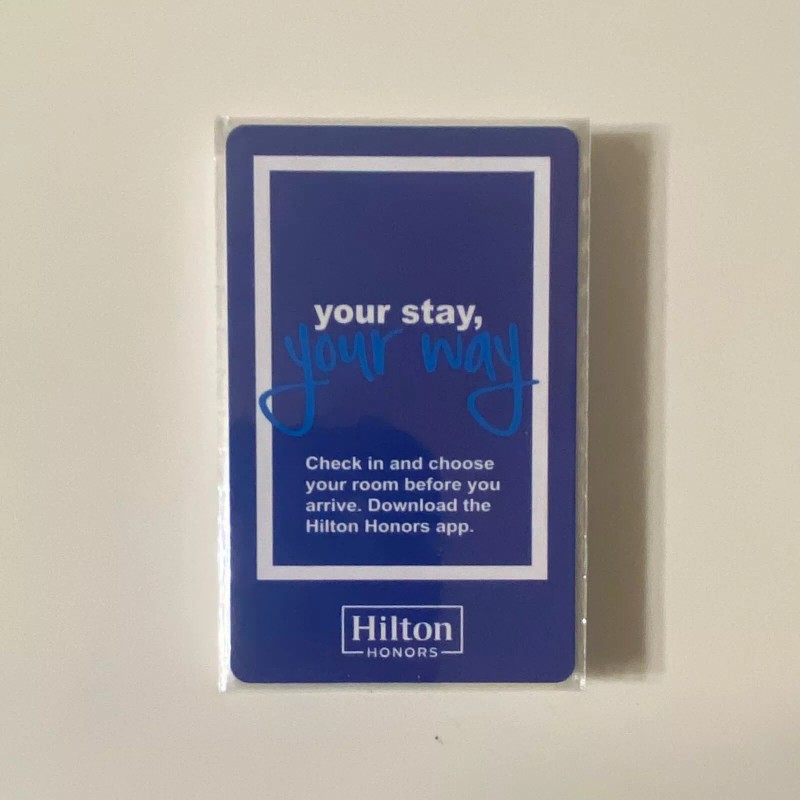 your stay,
your way
Check in and choose
your room before you
arrive. Download the
Hilton Honors app.
Hilton
HONORS